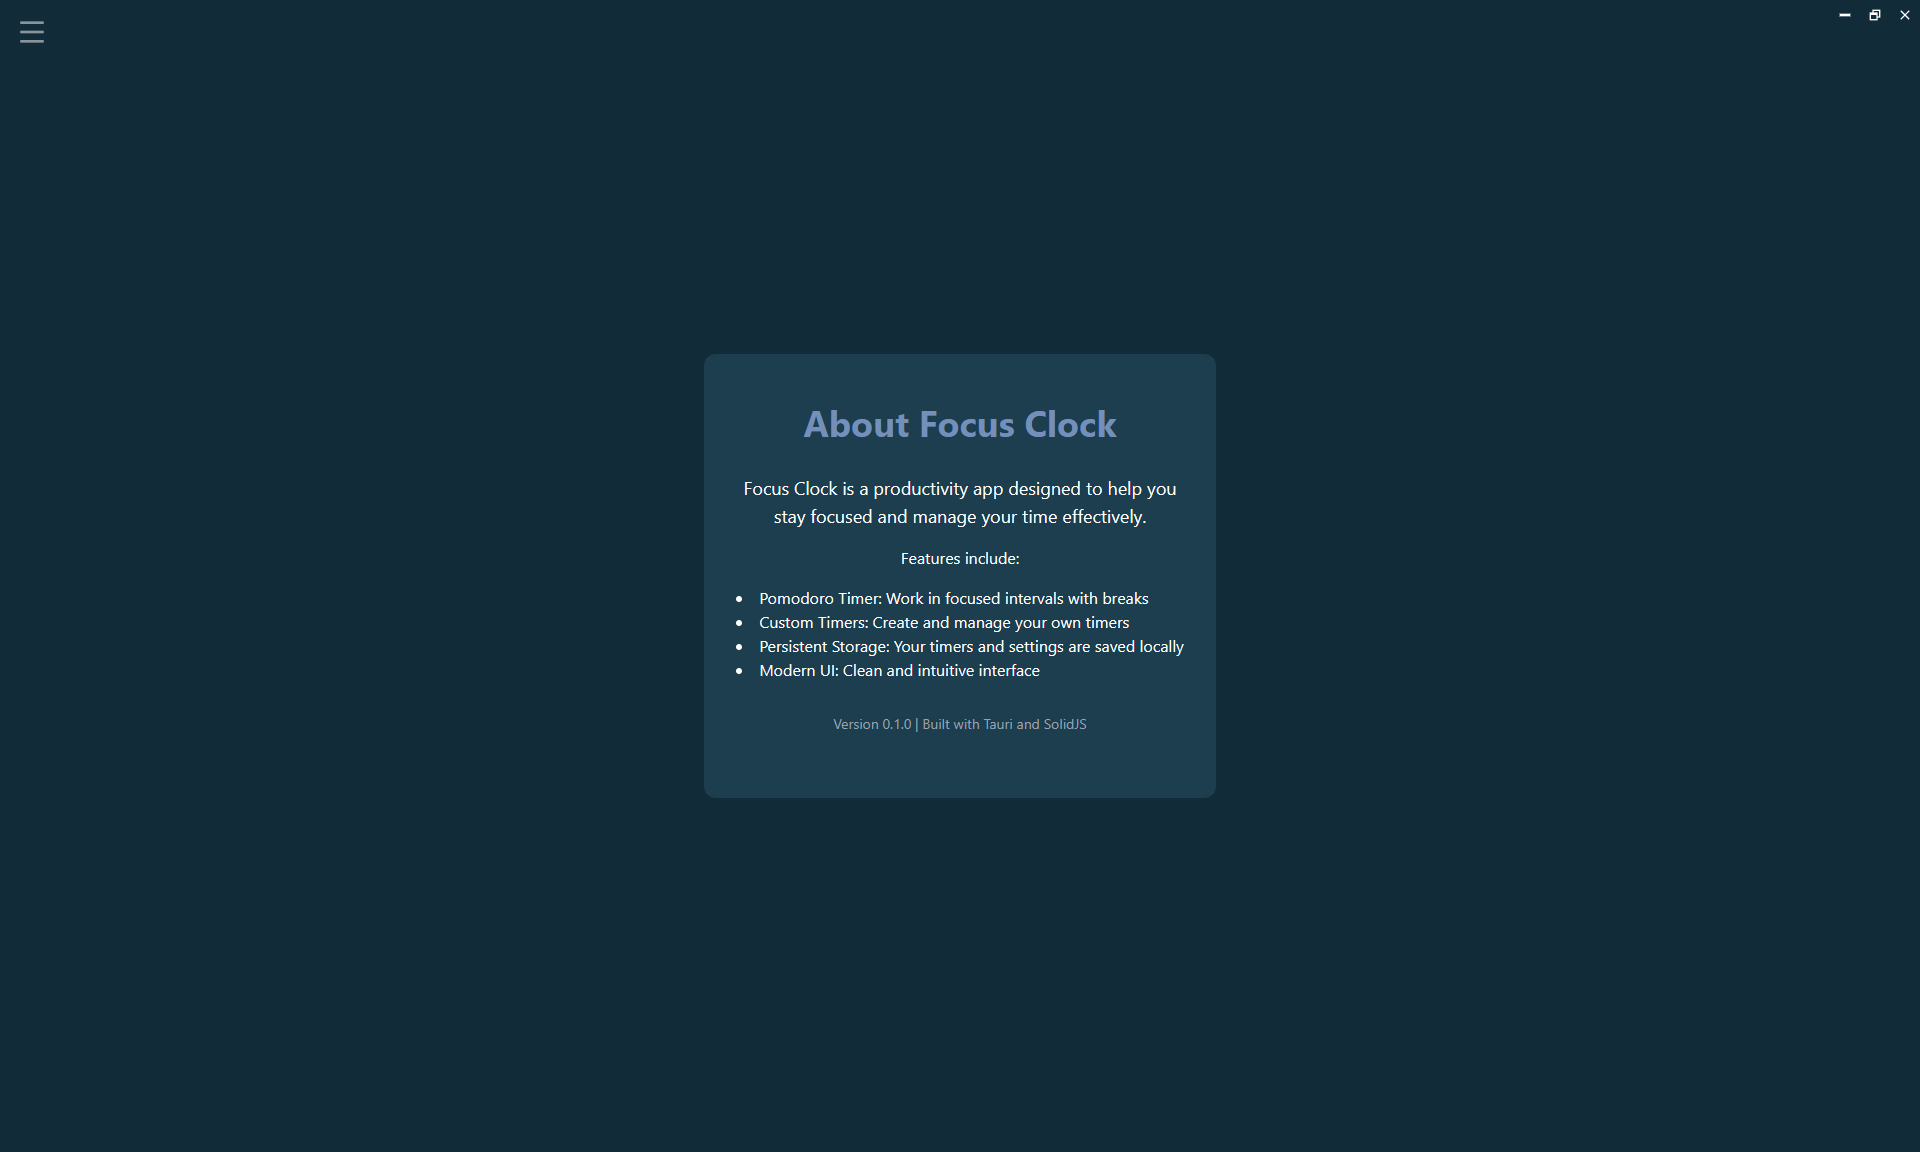 About Focus Clock
Focus Clock is a productivity app designed to help you
stay focused and manage your time effectively.
Features include:
• Pomodoro Timer: Work in focused intervals with breaks
• Custom Timers: Create and manage your own timers
• Persistent Storage: Your timers and settings are saved locally
• Modern UI: Clean and intuitive interface
Version 0.1.0 | Built with Tauri and SolidJS